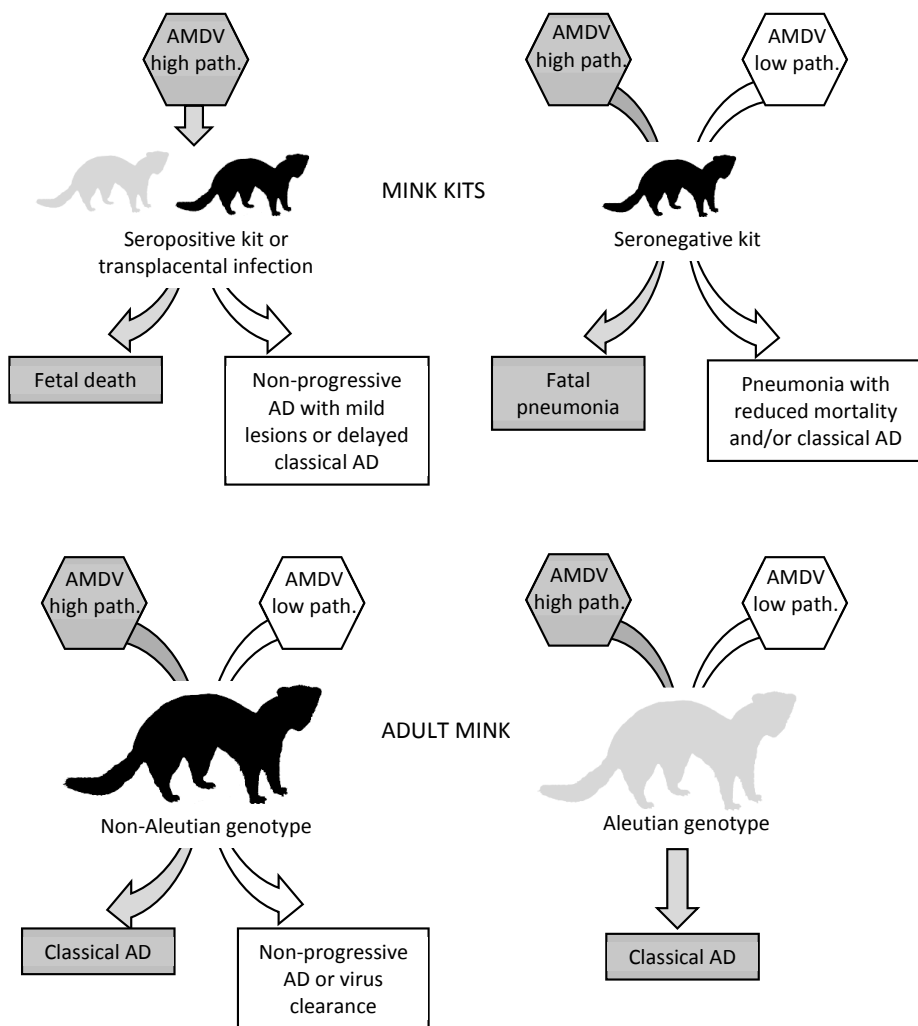 AMDV
high path.
AMDV
high path.
AMDV
low path.
MINK KITS
Seropositive kit or
transplacental infection
Seronegative kit
Fetal death
Non-progressive
AD with mild
lesions or delayed
classical AD
Fatal
pneumonia
Pneumonia with
reduced mortality
and/or classical AD
AMDV
high path.
AMDV
low path.
AMDV
high path.
AMDV
low path.
ADULT MINK
Non-Aleutian genotype
Aleutian genotype
Classical AD
Non-progressive
AD or virus
clearance
Classical AD